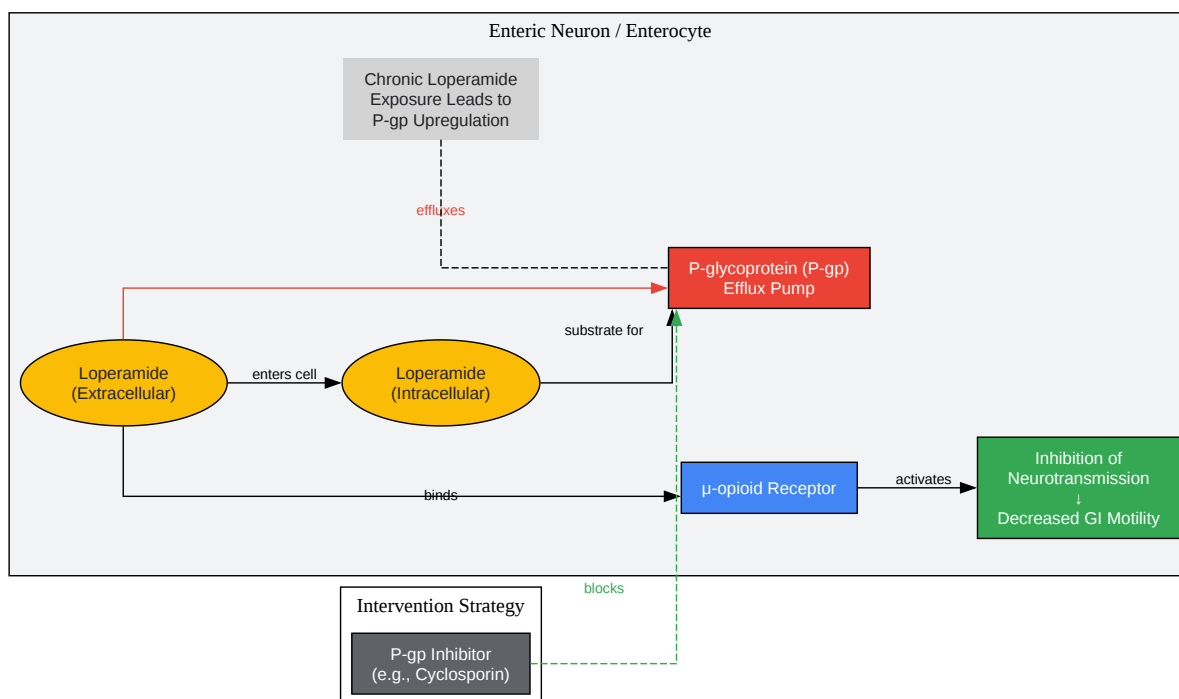 Enteric Neuron / Enterocyte
Chronic Loperamide
Exposure Leads to
P-gp Upregulation
effluxes
P-glycoprotein (P-gp)
Efflux Pump
substrate for
Loperamide
(Extracellular)
enters cell
Loperamide
(Intracellular)
binds
μ-opioid Receptor
activates
Inhibition of
Neurotransmission
↓
Decreased GI Motility
blocks
Intervention Strategy
P-gp Inhibitor
(e.g., Cyclosporin)